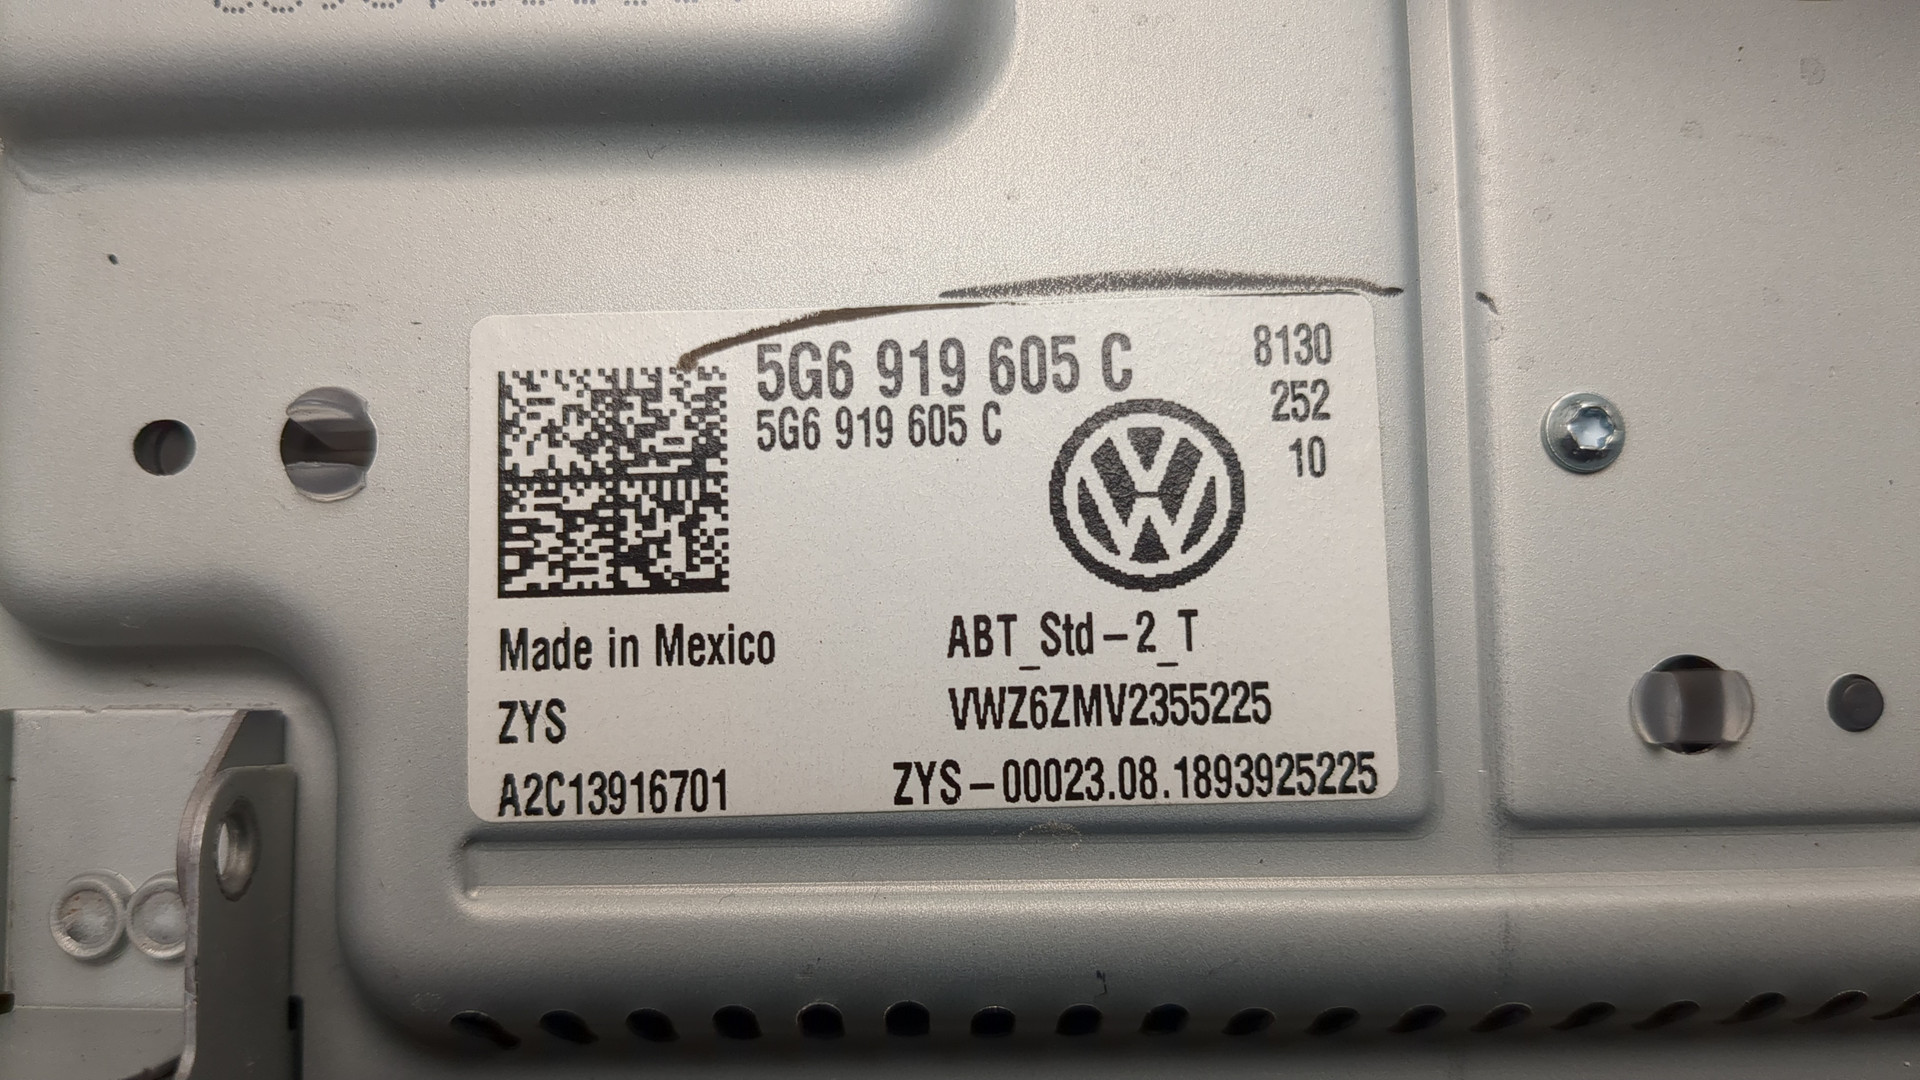 5G6 919 605 C
5G6 919 605 C
8130
252
10
Made in Mexico
ABT_Std-2_T
ZYS
VWZ6ZMV2355225
A2C13916701
ZYS-00023.08.1893925225